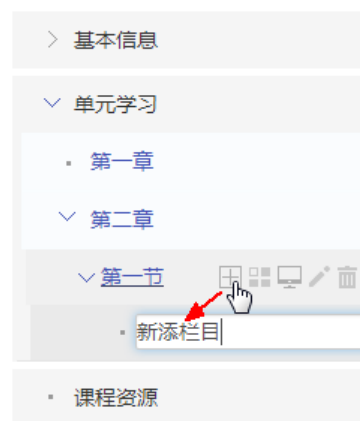 基本信息
单元学习
第一章
第二章
第一节
新添栏目
课程资源